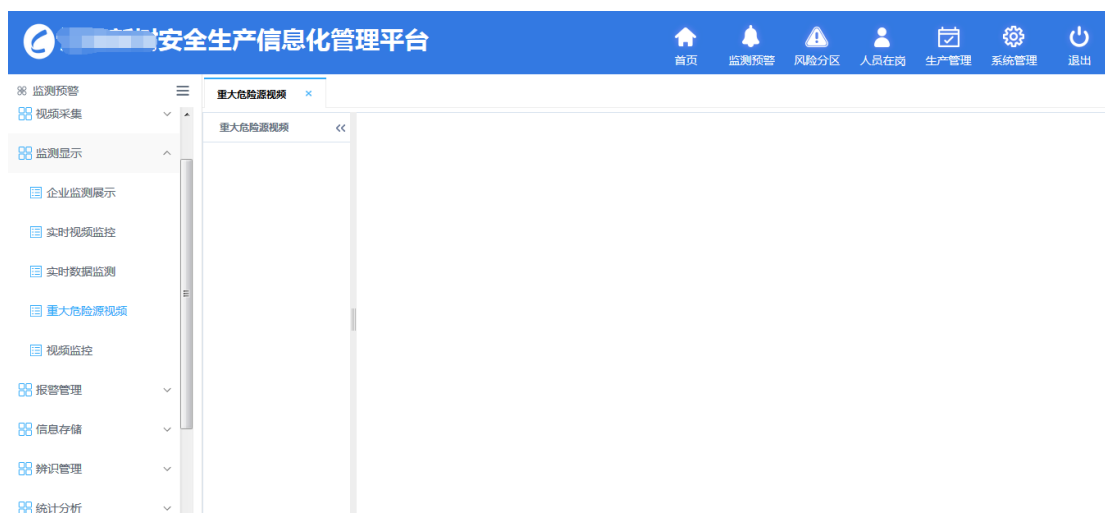 安全生产信息化管理平台
首页 监测预警 风险分区 人员在岗 生产管理 系统管理 退出
监测预警
重大危险源视频 ×
视频采集
重大危险源视频 <<
监测显示
企业监测展示
实时视频监控
实时数据监测
重大危险源视频
视频监控
报警管理
信息存储
辨识管理
统计分析